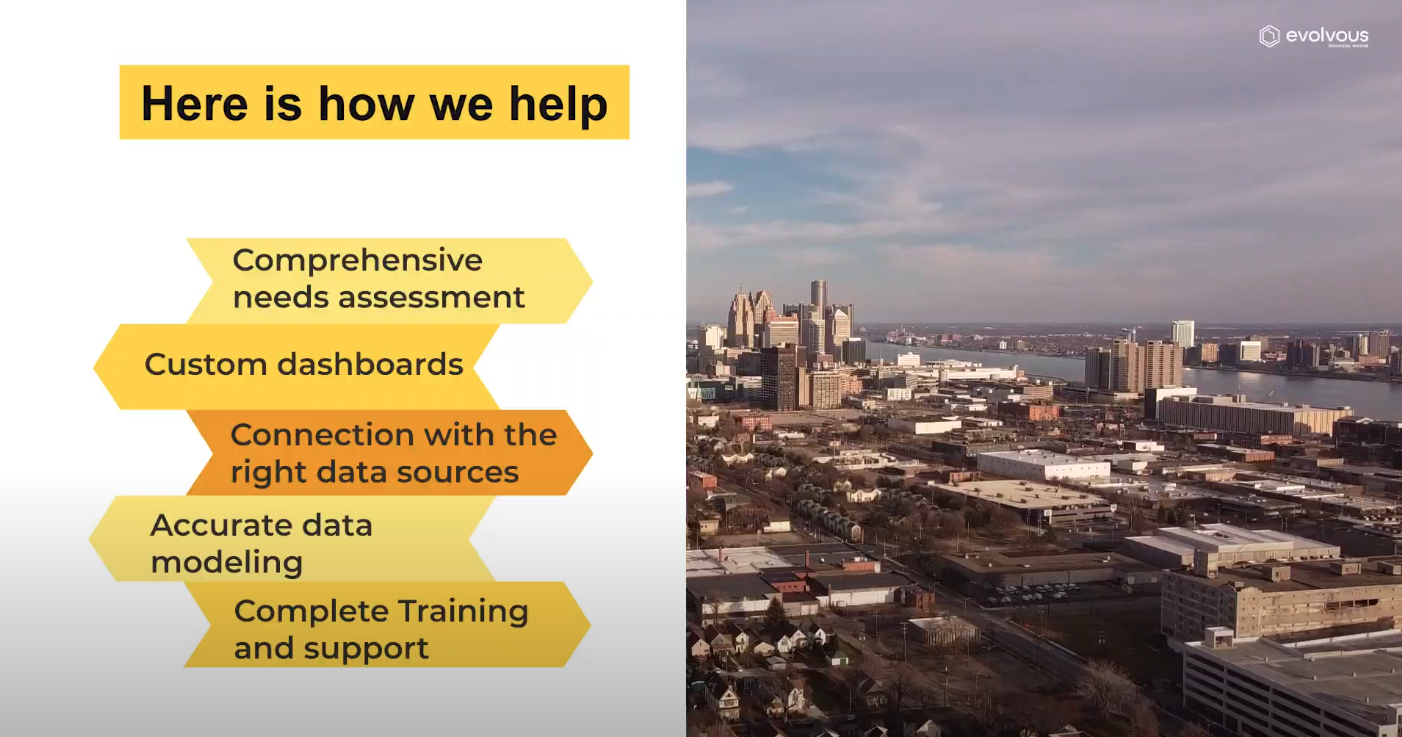 Here is how we help
evolvous
Comprehensive
needs assessment
Custom dashboards
Connection with the
right data sources
Accurate data
modeling
Complete Training
and support